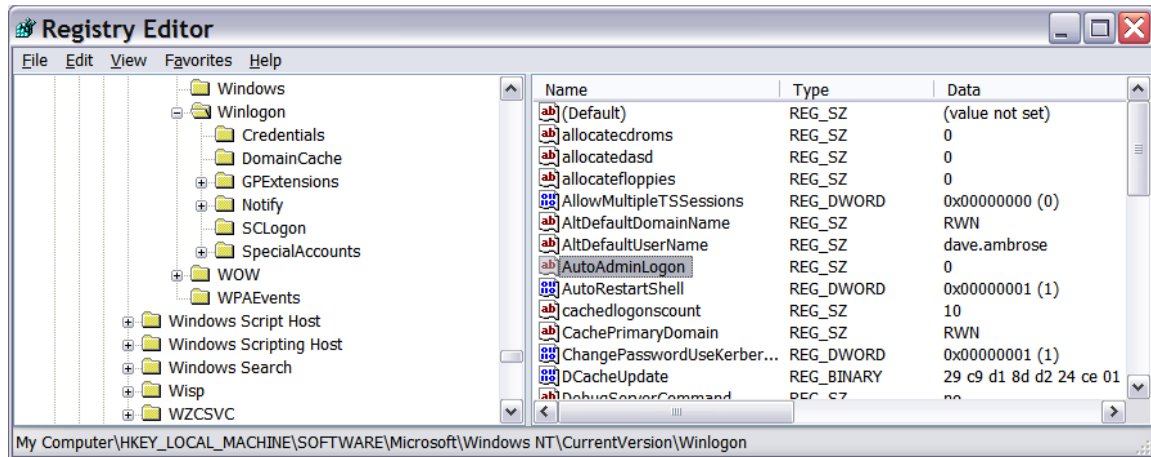 Registry Editor
File Edit View Favorites Help
Windows
Winlogon
Credentials
DomainCache
GPExtensions
Notify
SCLogon
SpecialAccounts
WOW
WPAEvents
Windows Script Host
Windows Scripting Host
Windows Search
Wisp
WZCSVC
Name Type Data
(Default) REG_SZ (value not set)
allocatecdroms REG_SZ 0
allocatedasd REG_SZ 0
allocatefloppies REG_SZ 0
AllowMultipleTSSessions REG_DWORD 0x00000000 (0)
AltDefaultDomainName REG_SZ RWN
AltDefaultUserName REG_SZ dave.ambrose
AutoAdminLogon REG_SZ 0
AutoRestartShell REG_DWORD 0x00000001 (1)
cachedlogonscount REG_SZ 10
CachePrimaryDomain REG_SZ RWN
ChangePasswordUseKerber... REG_DWORD 0x00000001 (1)
DCacheUpdate REG_BINARY 29 c9 d1 8d d2 24 ce 01
DebugServerCommand REG_SZ no
My Computer\HKEY_LOCAL_MACHINE\SOFTWARE\Microsoft\Windows NT\CurrentVersion\Winlogon